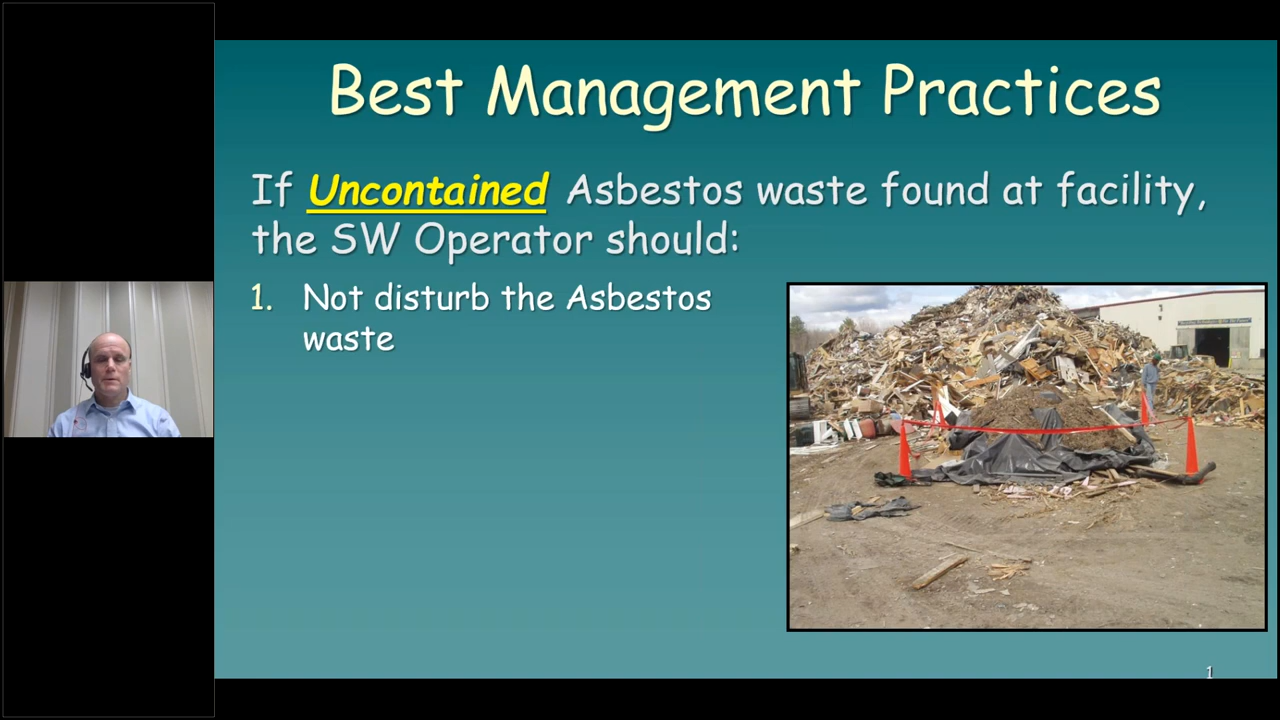 Best Management Practices
If Uncontained Asbestos waste found at facility,
the SW Operator should:
1. Not disturb the Asbestos
waste
1